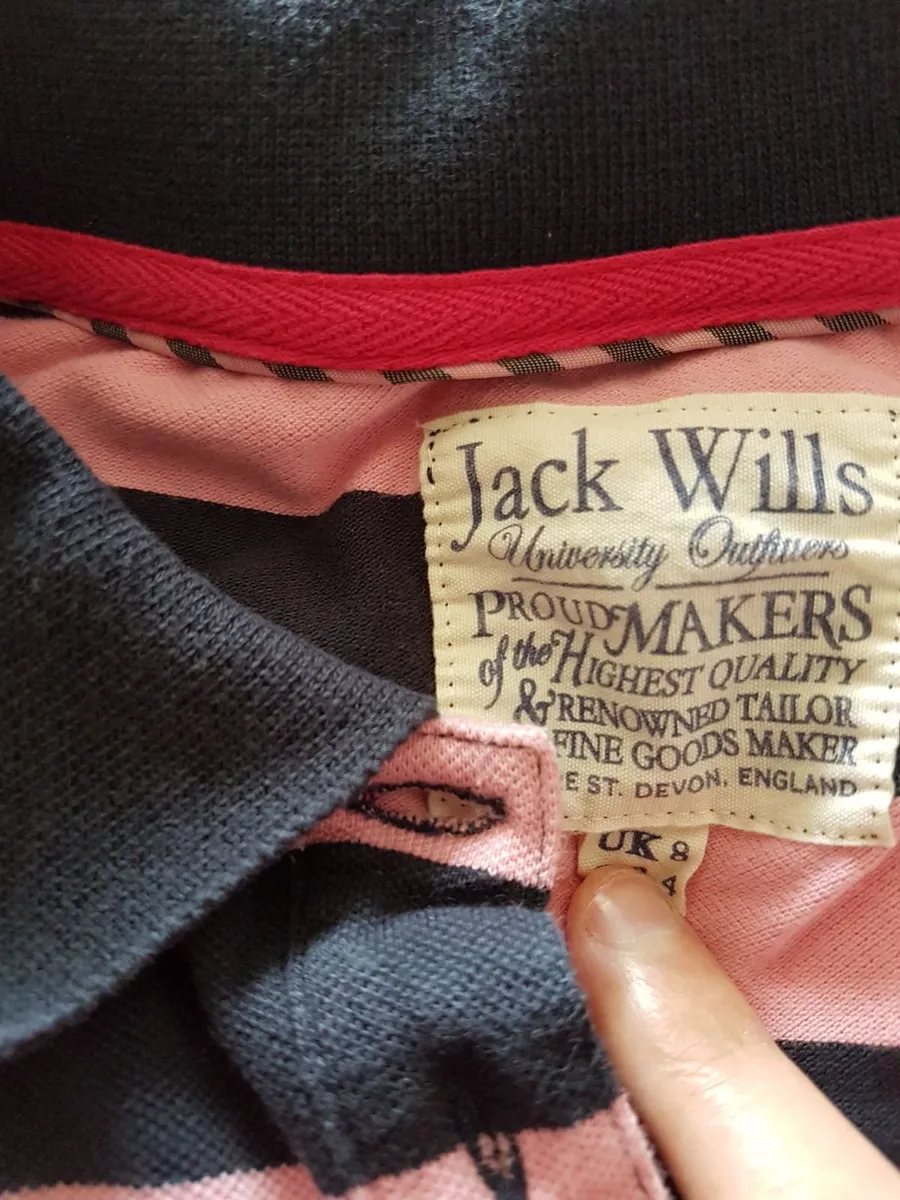 Jack Wills
University Outfitters
PROUD MAKERS
of the HIGHEST QUALITY
& RENOWNED TAILOR
FINE GOODS MAKER
E ST. DEVON, ENGLAND
UK 8
4